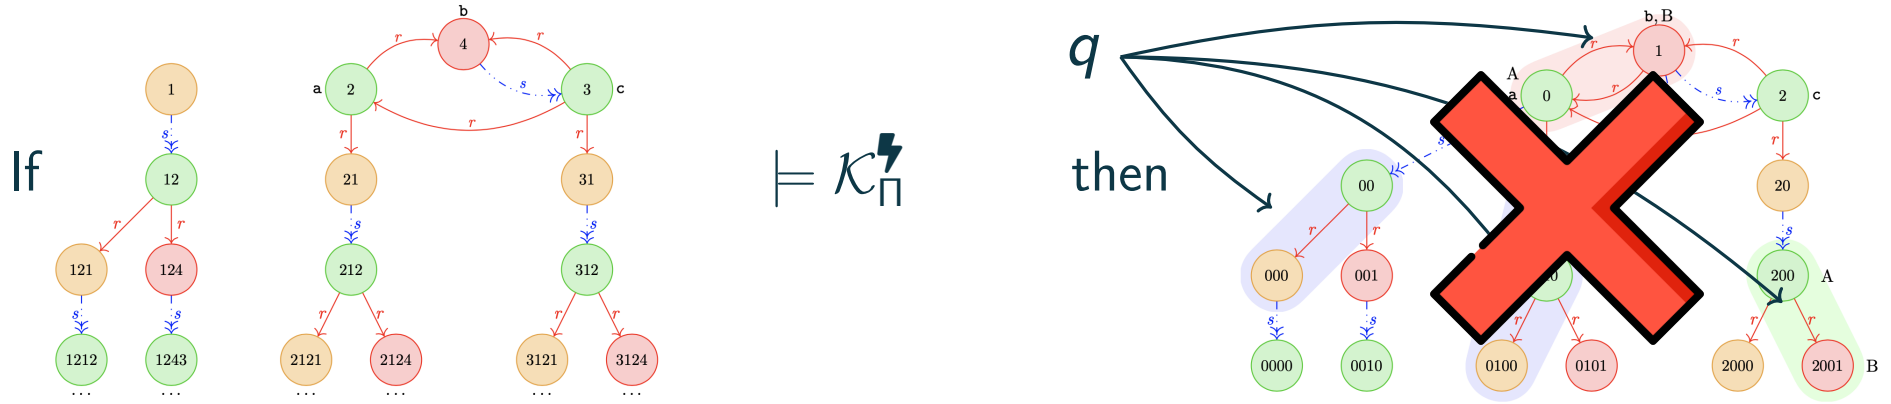 If
1
s
12
r r
121 124
s s
1212 1243
... ...
b
4
r r
s
a 2 3 c
r
r r
21 31
s s
212 312
r r r r
2121 2124 3121 3124
... ... ... ...
⊨ 𝒦Π
q
then
b, B
1
r r
A
a 0 r s 2 c
s r
00 20
r r s
000 001 200 A
s s r r r r
0000 0010 0100 0101 2000 2001 B